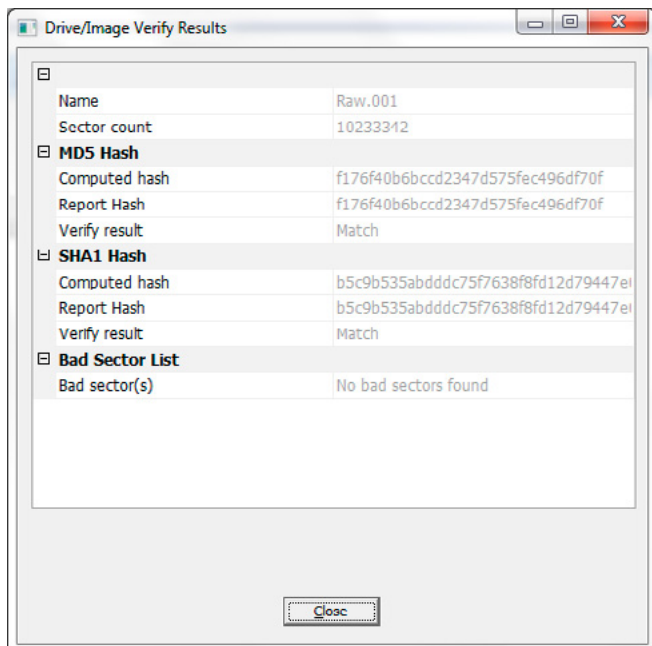 Drive/Image Verify Results
Name Raw.001
Sector count 10233342
MD5 Hash
Computed hash f176f40b6bccd2347d575fec496df70f
Report Hash f176f40b6bccd2347d575fec496df70f
Verify result Match
SHA1 Hash
Computed hash b5c9b535abdddc75f7638f8fd12d79447e
Report Hash b5c9b535abdddc75f7638f8fd12d79447e
Verify result Match
Bad Sector List
Bad sector(s) No bad sectors found
Close